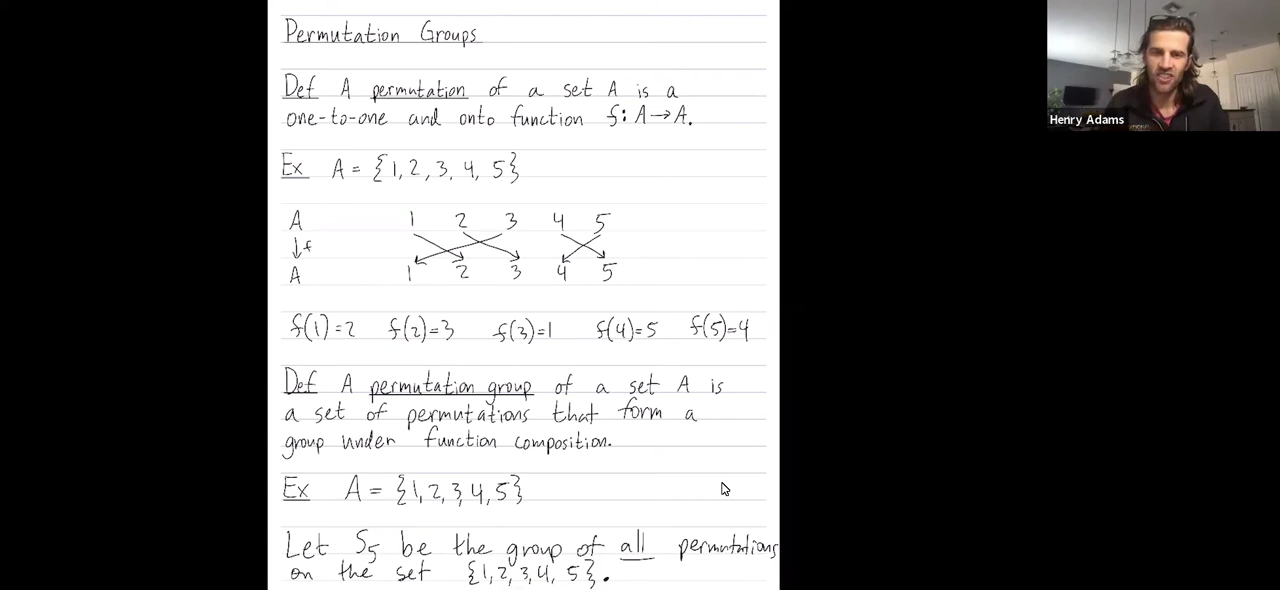 Permutation Groups
Def A permutation of a set A is a
one-to-one and onto function f: A→A.
Ex A = {1, 2, 3, 4, 5}
A 1 2 3 4 5
↓f
A 1 2 3 4 5
f(1)=2 f(2)=3 f(3)=1 f(4)=5 f(5)=4
Def A permutation group of a set A is
a set of permutations that form a
group under function composition.
Ex A = {1, 2, 3, 4, 5}
Let S₅ be the group of all permutations
on the set {1, 2, 3, 4, 5}.
Henry Adams